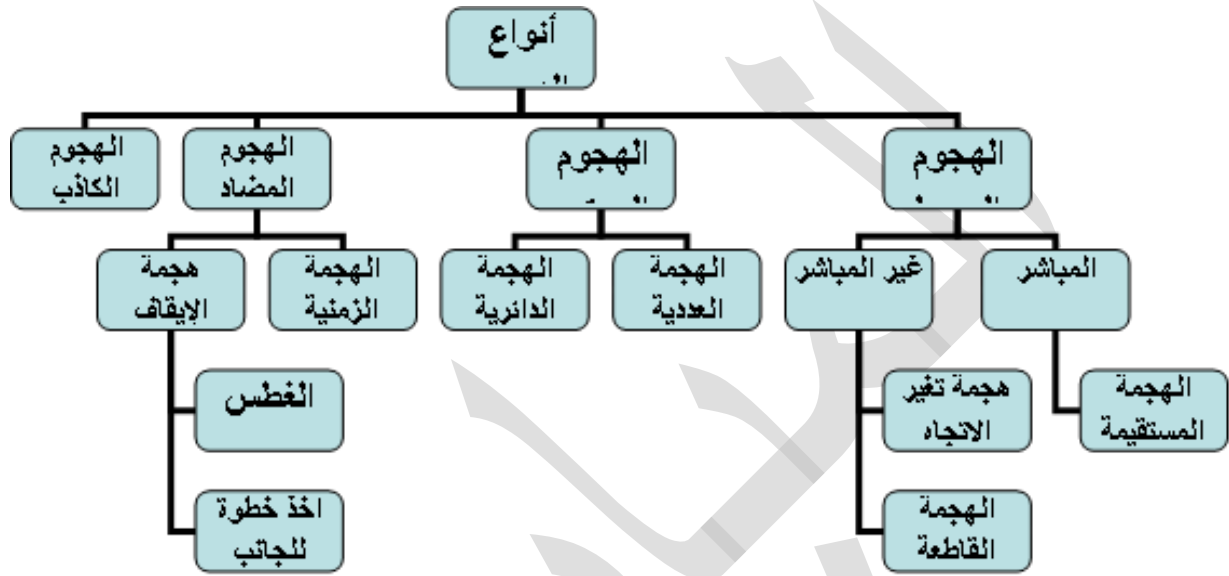 أنواع
الهجوم
الهجوم
الهجوم
المضاد
الهجوم
الكاذب
المباشر
غير المباشر
الهجمة
العددية
الهجمة
الدائرية
الهجمة
الزمنية
هجمة
الإيقاف
الهجمة
المستقيمة
هجمة تغير
الاتجاه
الغطس
الهجمة
القاطعة
اخذ خطوة
للجانب